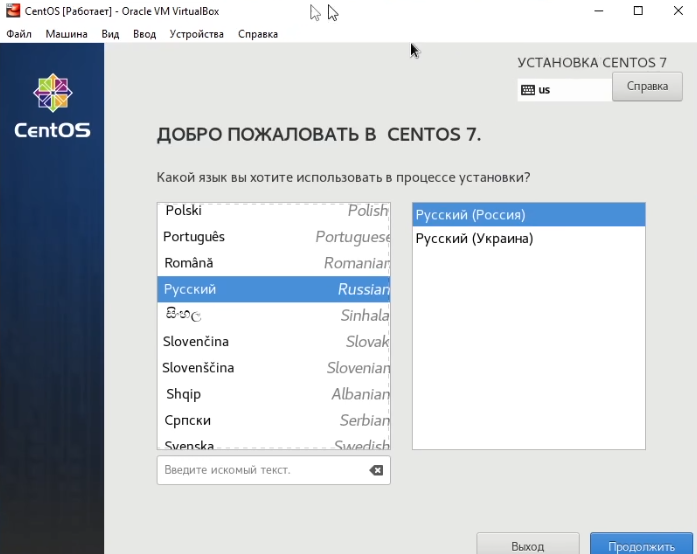 CentOS [Работает] - Oracle VM VirtualBox
Файл Машина Вид Ввод Устройства Справка
CentOS
УСТАНОВКА CENTOS 7
us
Справка
ДОБРО ПОЖАЛОВАТЬ В CENTOS 7.
Какой язык вы хотите использовать в процессе установки?
Polski Polish
Português Portuguese
Română Romanian
Русский Russian
සිංහල Sinhala
Slovenčina Slovak
Slovenščina Slovenian
Shqip Albanian
Српски Serbian
Svenska Swedish
Введите искомый текст.
Русский (Россия)
Русский (Украина)
Выход
Продолжить